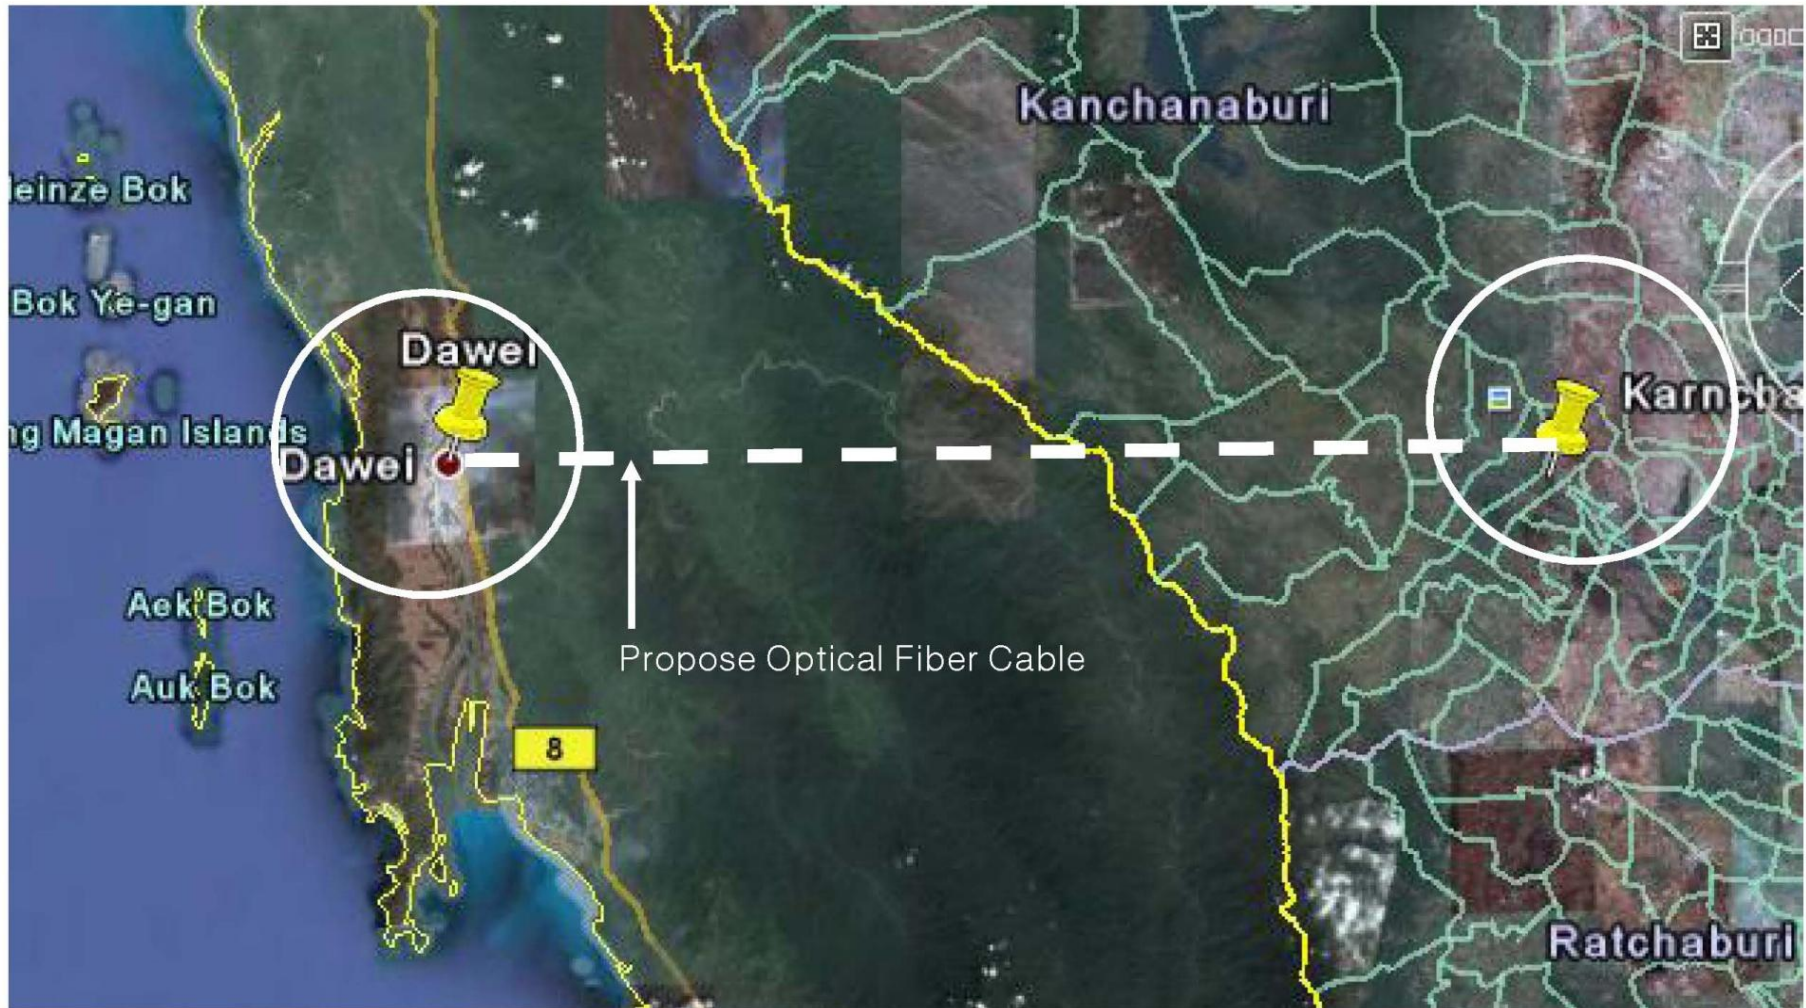 Kanchanaburi
leinze Bok
Bok Ye-gan
Dawei
Karncha
ng Magan Islands
Dawei
Aek Bok
Propose Optical Fiber Cable
Auk Bok
8
Ratchaburi